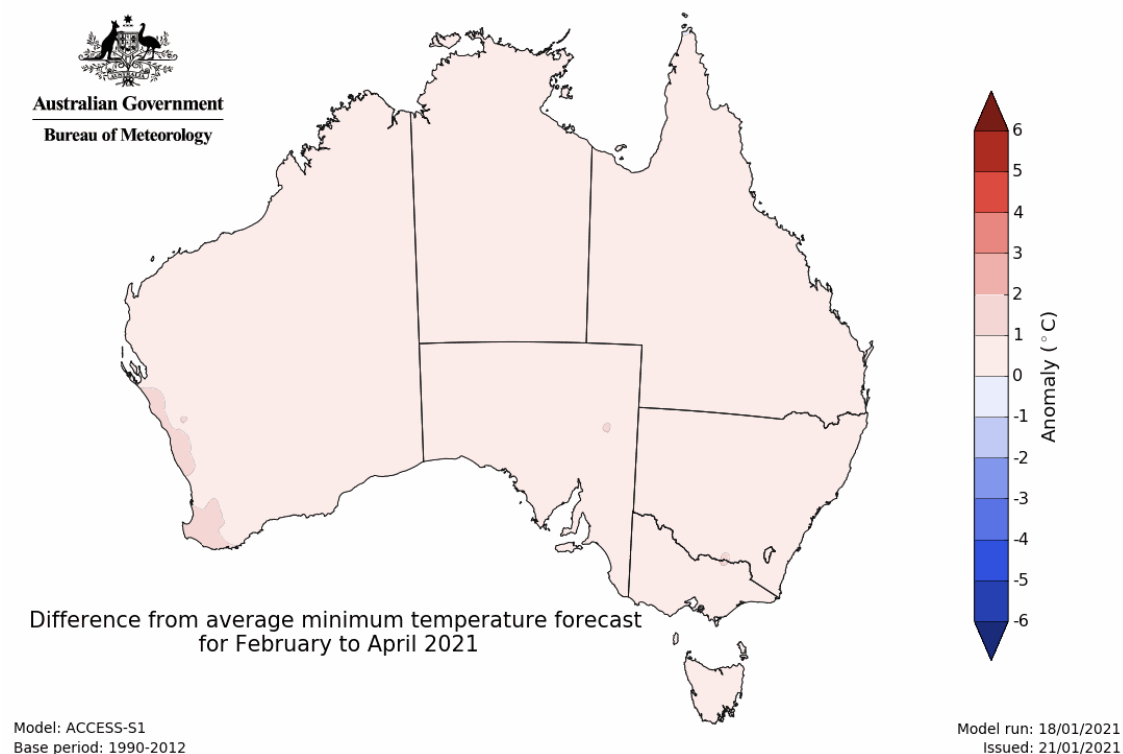 Australian Government
Bureau of Meteorology
6
5
4
3
2
1
0
-1
-2
-3
-4
-5
-6
Anomaly (°C)
Difference from average minimum temperature forecast
for February to April 2021
Model: ACCESS-S1
Base period: 1990-2012
Model run: 18/01/2021
Issued: 21/01/2021